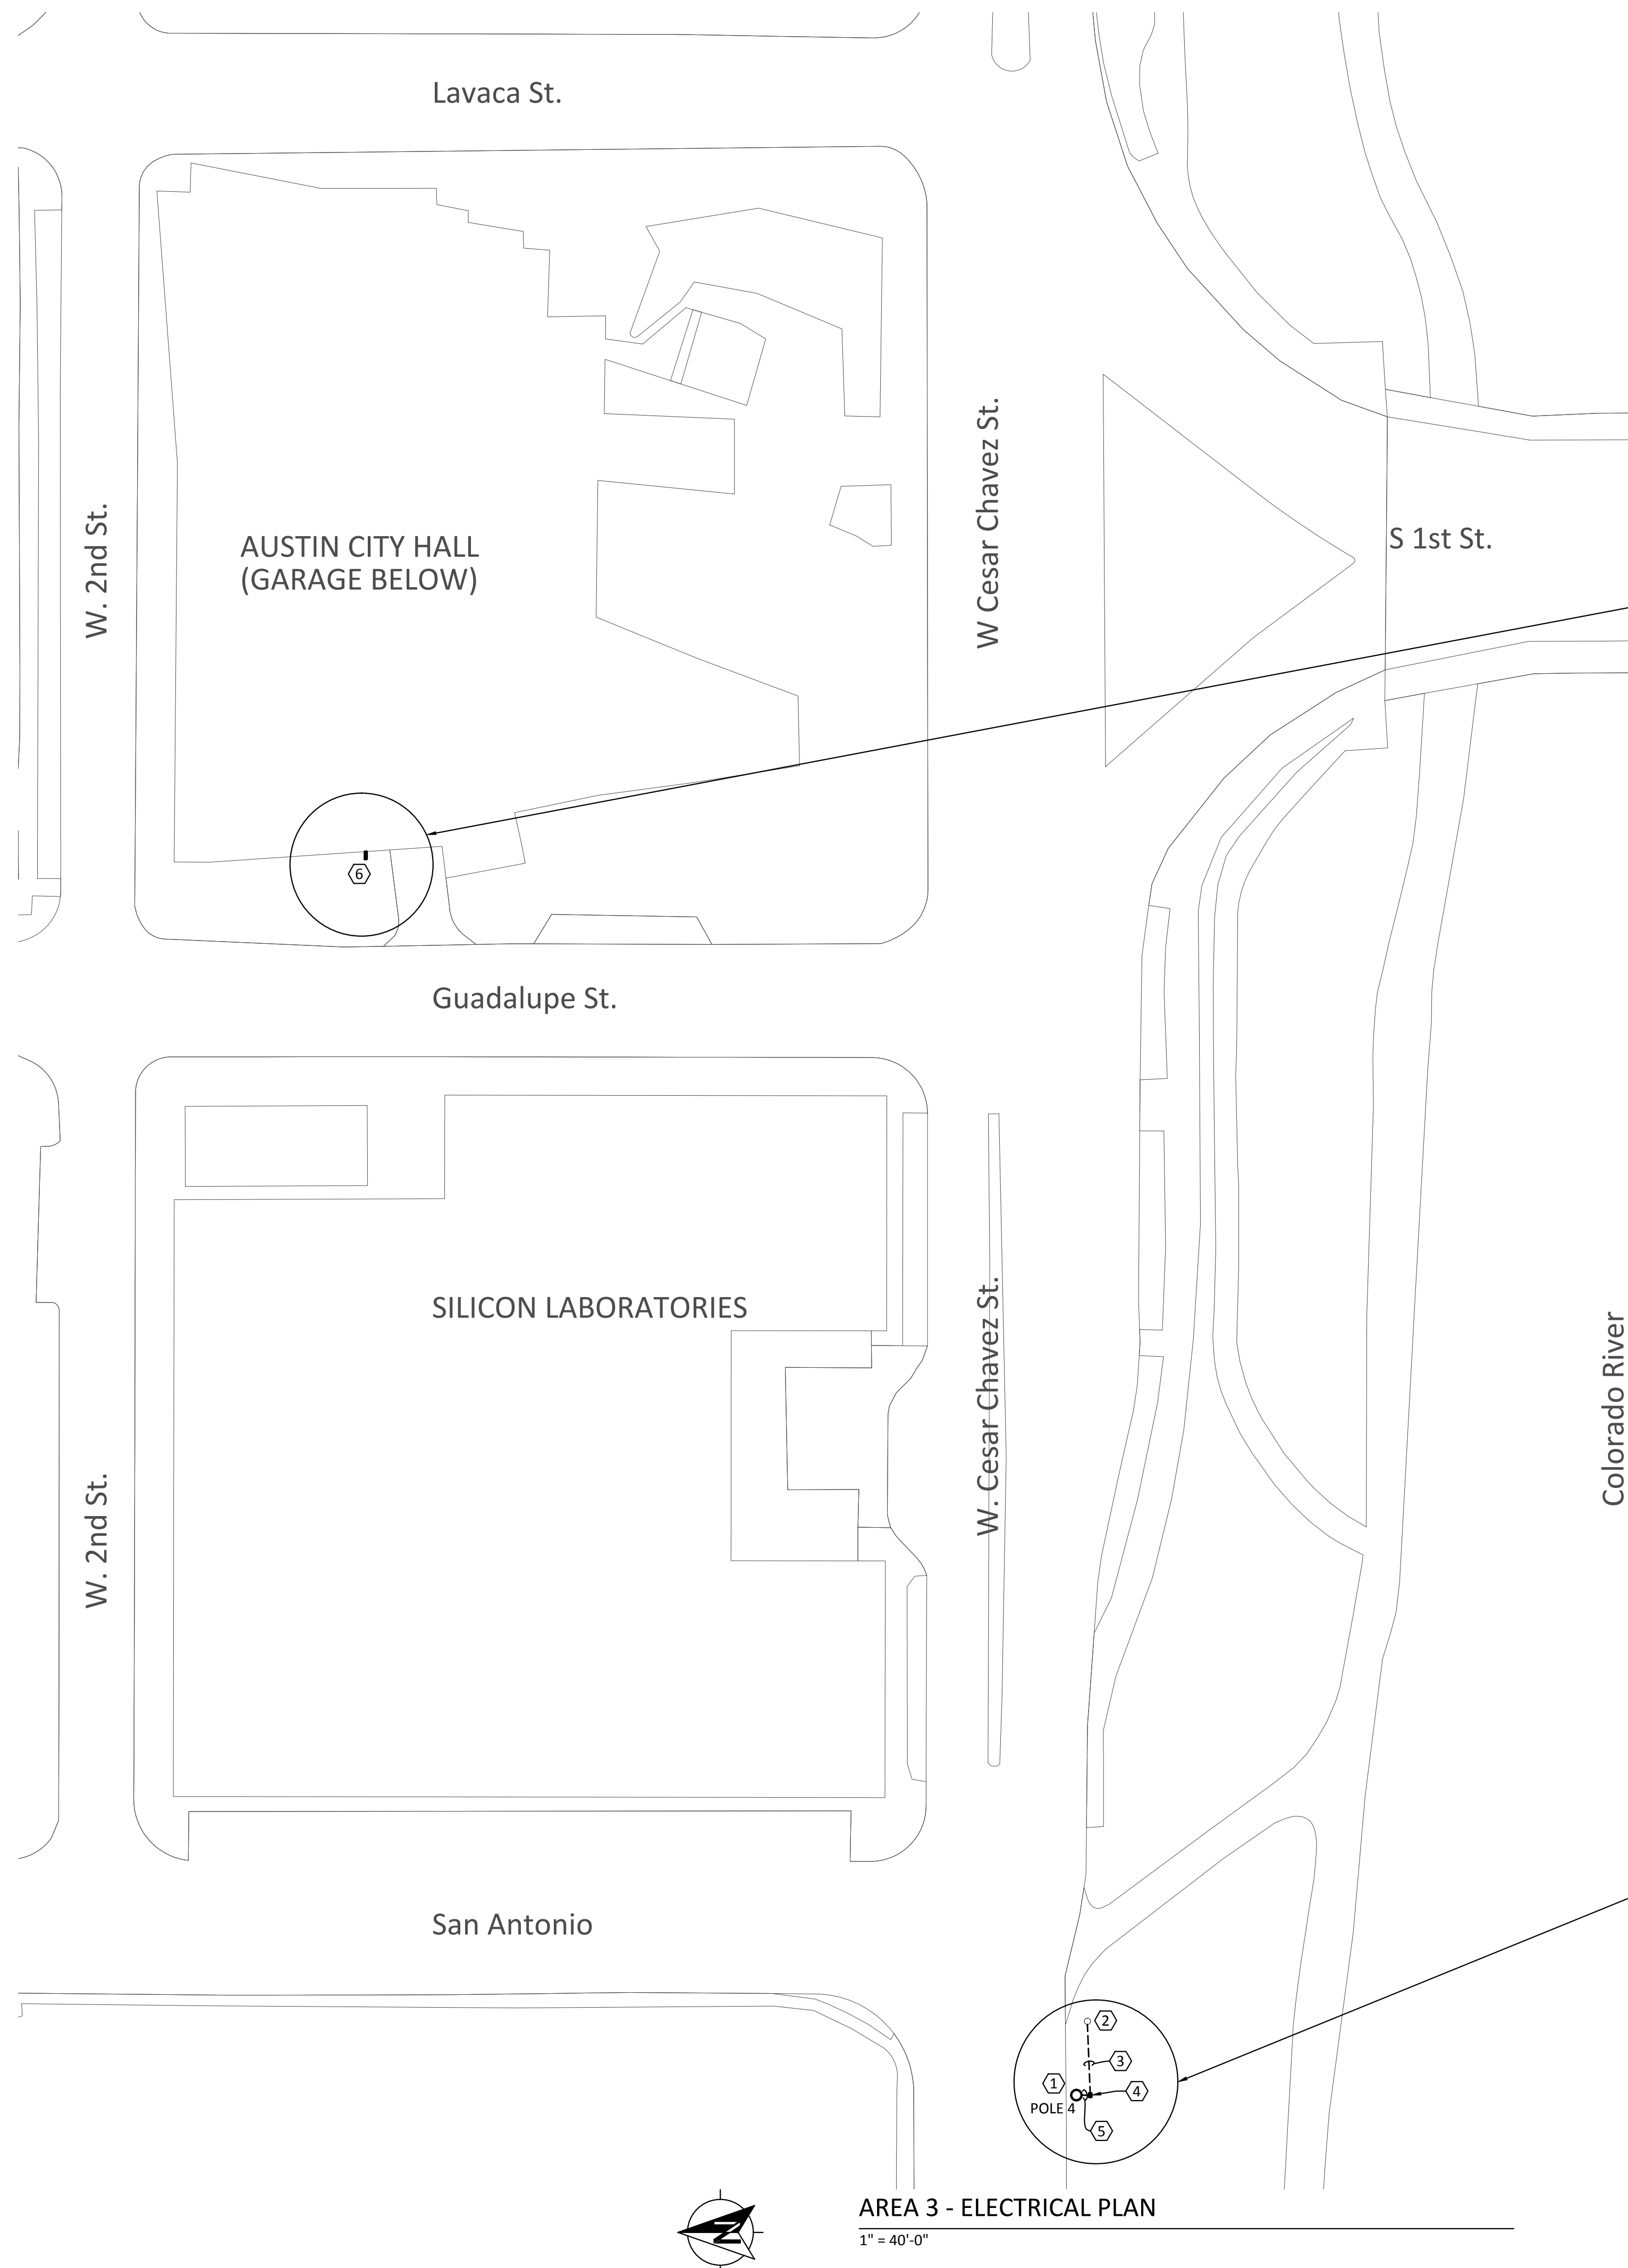 Lavaca St.
W. 2nd St.
AUSTIN CITY HALL
(GARAGE BELOW)
W Cesar Chavez St.
S 1st St.
6
Guadalupe St.
SILICON LABORATORIES
W. 2nd St.
W. Cesar Chavez St.
Colorado River
San Antonio
2
3
1
4
POLE 4
5
N
AREA 3 - ELECTRICAL PLAN
1" = 40'-0"